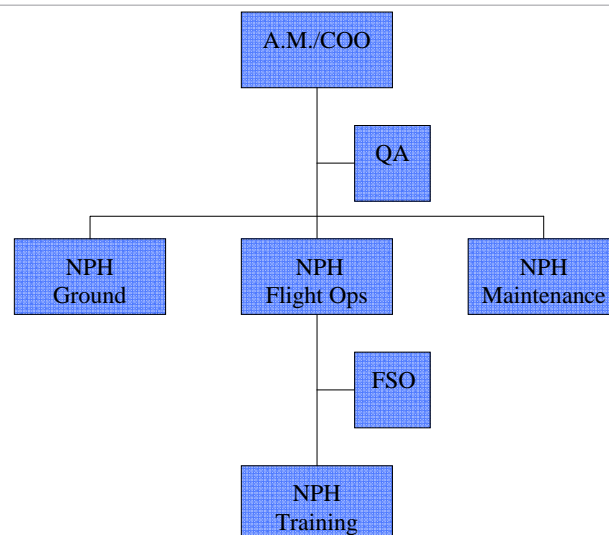 A.M./COO
QA
NPH
Ground
NPH
Flight Ops
NPH
Maintenance
FSO
NPH
Training